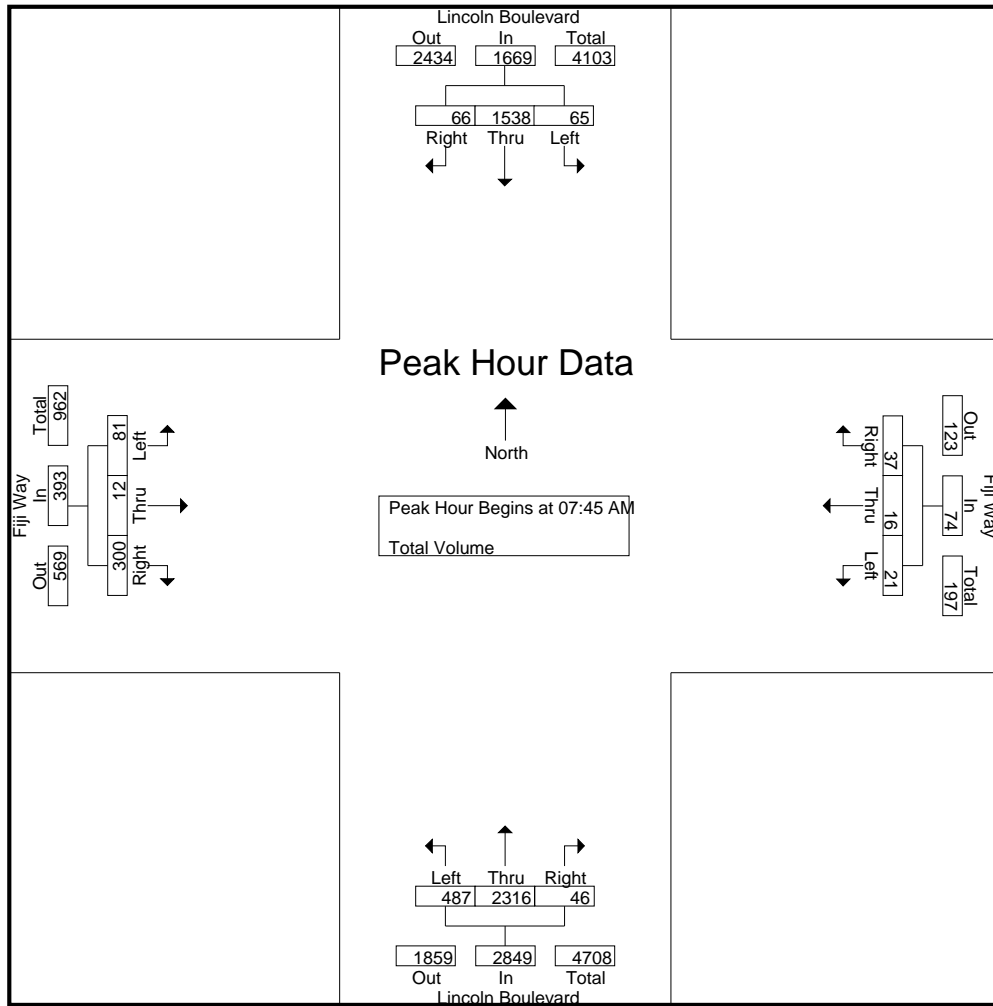 Lincoln Boulevard
Out In Total
2434 1669 4103
66 1538 65
Right Thru Left
Peak Hour Data
North
Peak Hour Begins at 07:45 AM
Total Volume
Fiji Way
Total In Out
962 393 569
81 12 300
Left Thru Right
Fiji Way
Out In Total
123 74 197
37 16 21
Right Thru Left
Left Thru Right
487 2316 46
1859 2849 4708
Out In Total
Lincoln Boulevard